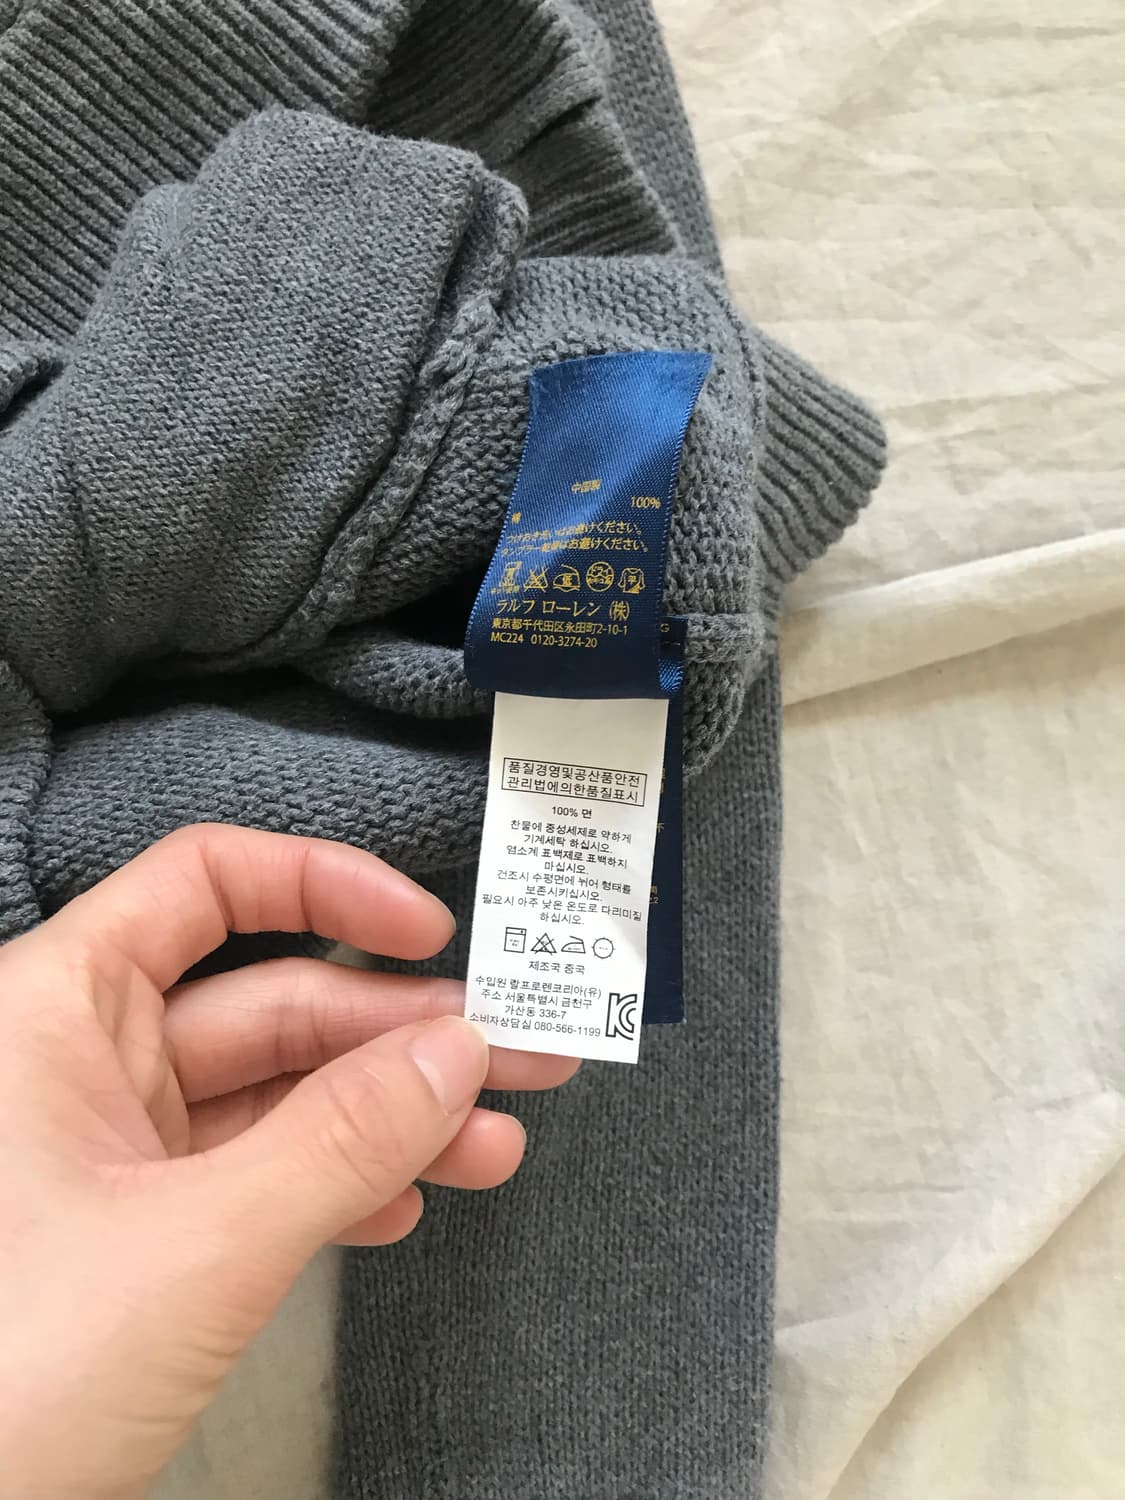 中国製
綿 100%
つけおき洗いはお避けください。
タンブラー乾燥はお避けください。
ネット使用
低
ドライ
平
ラルフ ローレン (株)
東京都千代田区永田町2-10-1
MC224 0120-3274-20
G
품질경영및공산품안전
관리법에의한품질표시
100% 면
찬물에 중성세제로 약하게
기계세탁 하십시오.
염소계 표백제로 표백하지
마십시오.
건조시 수평면에 뉘어 형태를
보존시키십시오.
필요시 아주 낮은 온도로 다리미질
하십시오.
제조국 중국
수입원 랄프로렌코리아(유)
주소 서울특별시 금천구
가산동 336-7
소비자상담실 080-566-1199